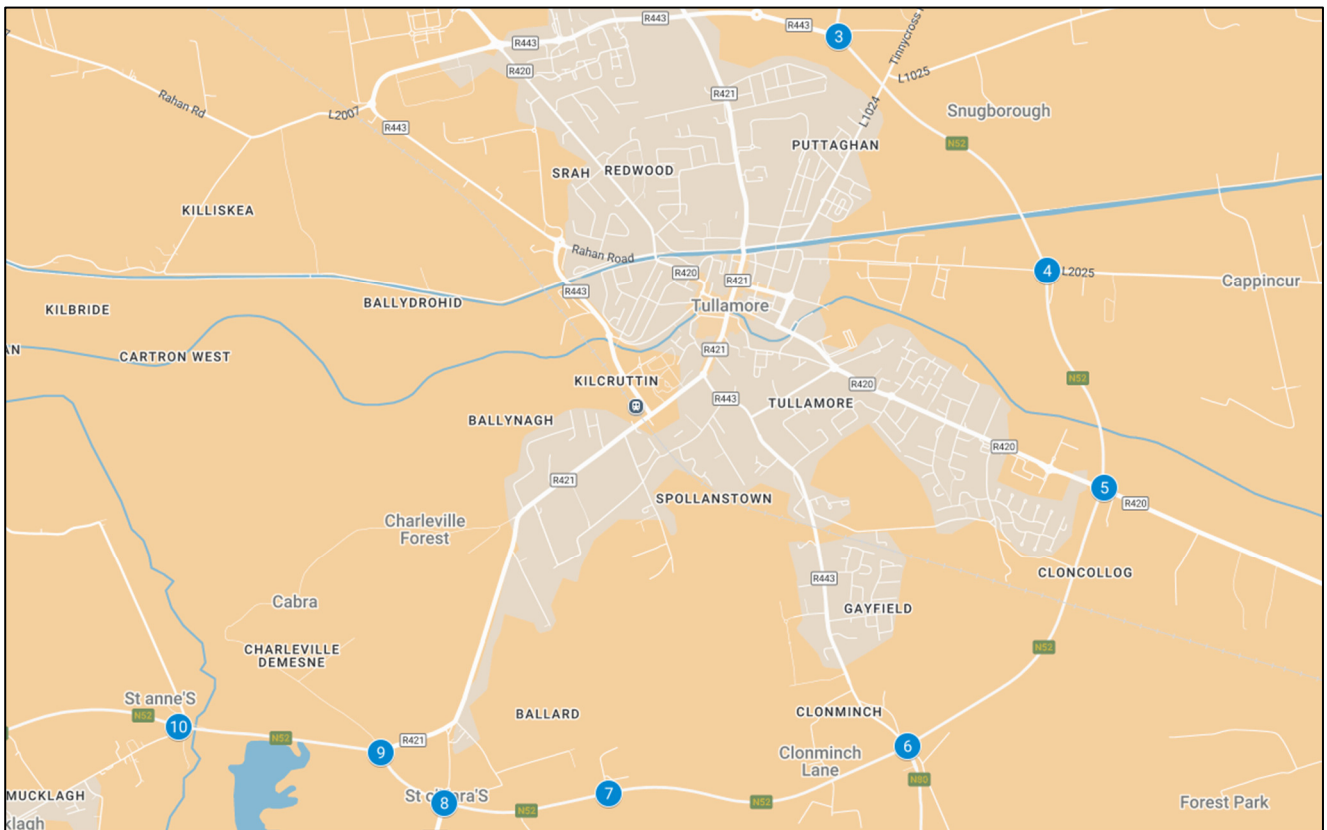 R443
R443
3
R443
R420
Tinnycross
L1025
Rahan Rd
R421
L1024
Snugborough
L2007
R443
PUTTAGHAN
N52
SRAH
REDWOOD
KILLISKEA
Rahan Road
R420
4
L2025
R421
Cappincur
R443
BALLYDROHID
Tullamore
KILBRIDE
AN
CARTRON WEST
R421
KILCRUTTIN
N52
R420
R443
TULLAMORE
BALLYNAGH
R420
R421
5
SPOLLANSTOWN
R420
Charleville
Forest
CLONCOLLOG
R443
Cabra
GAYFIELD
CHARLEVILLE
DEMESNE
N52
St anne'S
N52
BALLARD
CLONMINCH
10
N52
R421
9
6
Clonminch
Lane
N80
MUCKLAGH
7
8
N52
N52
Forest Park
klagh